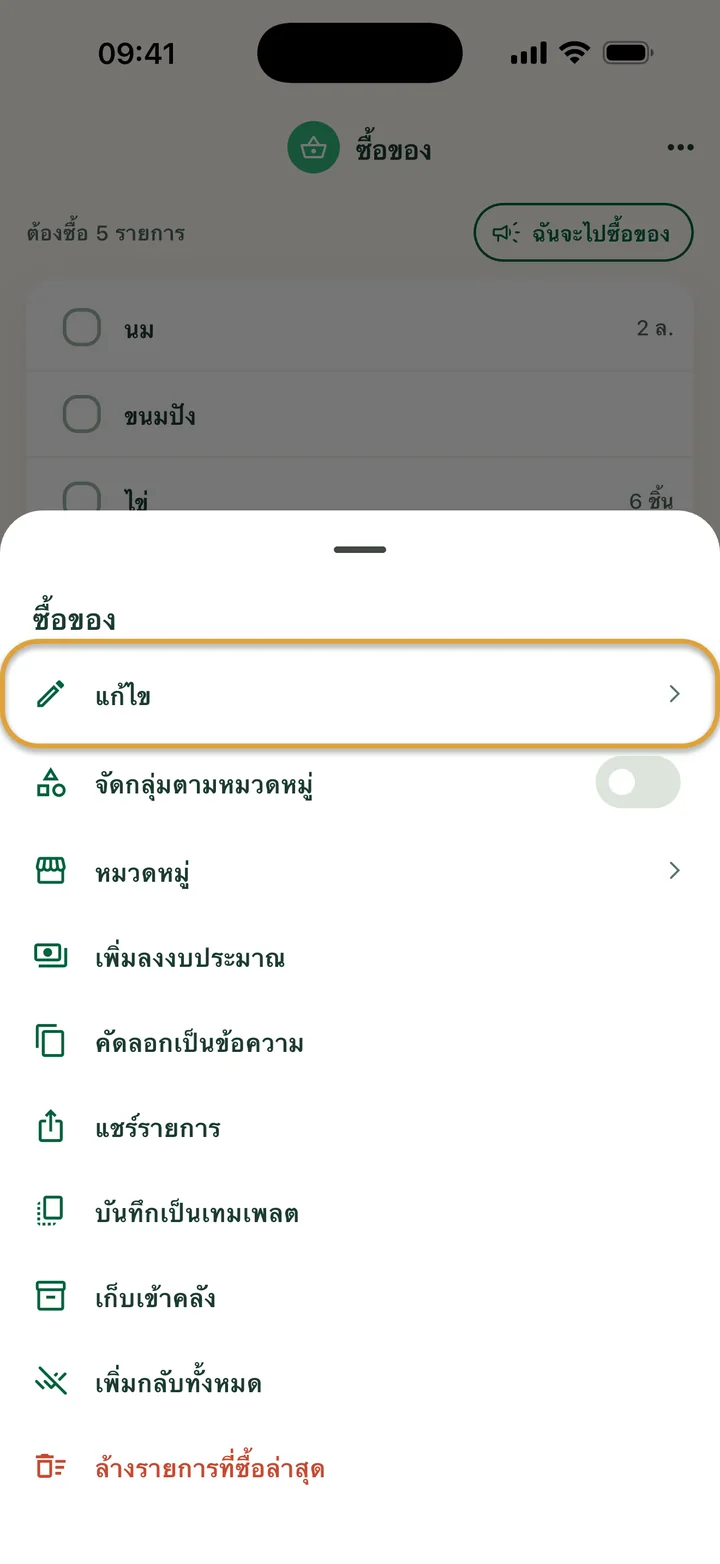 09:41
ซื้อของ
ต้องซื้อ 5 รายการ
ฉันจะไปซื้อของ
นม 2 ล.
ขนมปัง
ไข่ 6 ชิ้น
ซื้อของ
แก้ไข
จัดกลุ่มตามหมวดหมู่
หมวดหมู่
เพิ่มลงงบประมาณ
คัดลอกเป็นข้อความ
แชร์รายการ
บันทึกเป็นเทมเพลต
เก็บเข้าคลัง
เพิ่มกลับทั้งหมด
ล้างรายการที่ซื้อล่าสุด